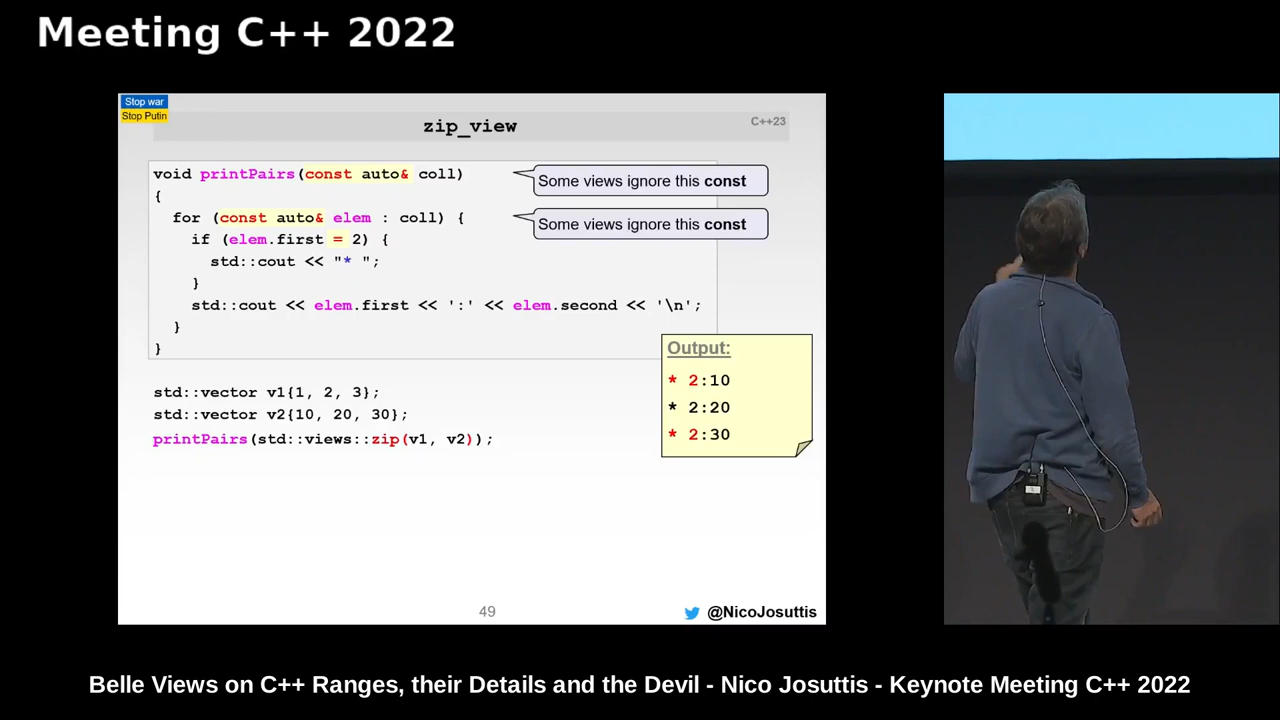 Meeting C++ 2022
Stop war
Stop Putin
zip_view
C++23
void printPairs(const auto& coll)
Some views ignore this const
{
for (const auto& elem : coll) {
Some views ignore this const
if (elem.first = 2) {
std::cout << "* ";
}
std::cout << elem.first << ':' << elem.second << '\n';
}
}
Output:
* 2:10
* 2:20
* 2:30
std::vector v1{1, 2, 3};
std::vector v2{10, 20, 30};
printPairs(std::views::zip(v1, v2));
49
@NicoJosuttis
Belle Views on C++ Ranges, their Details and the Devil - Nico Josuttis - Keynote Meeting C++ 2022